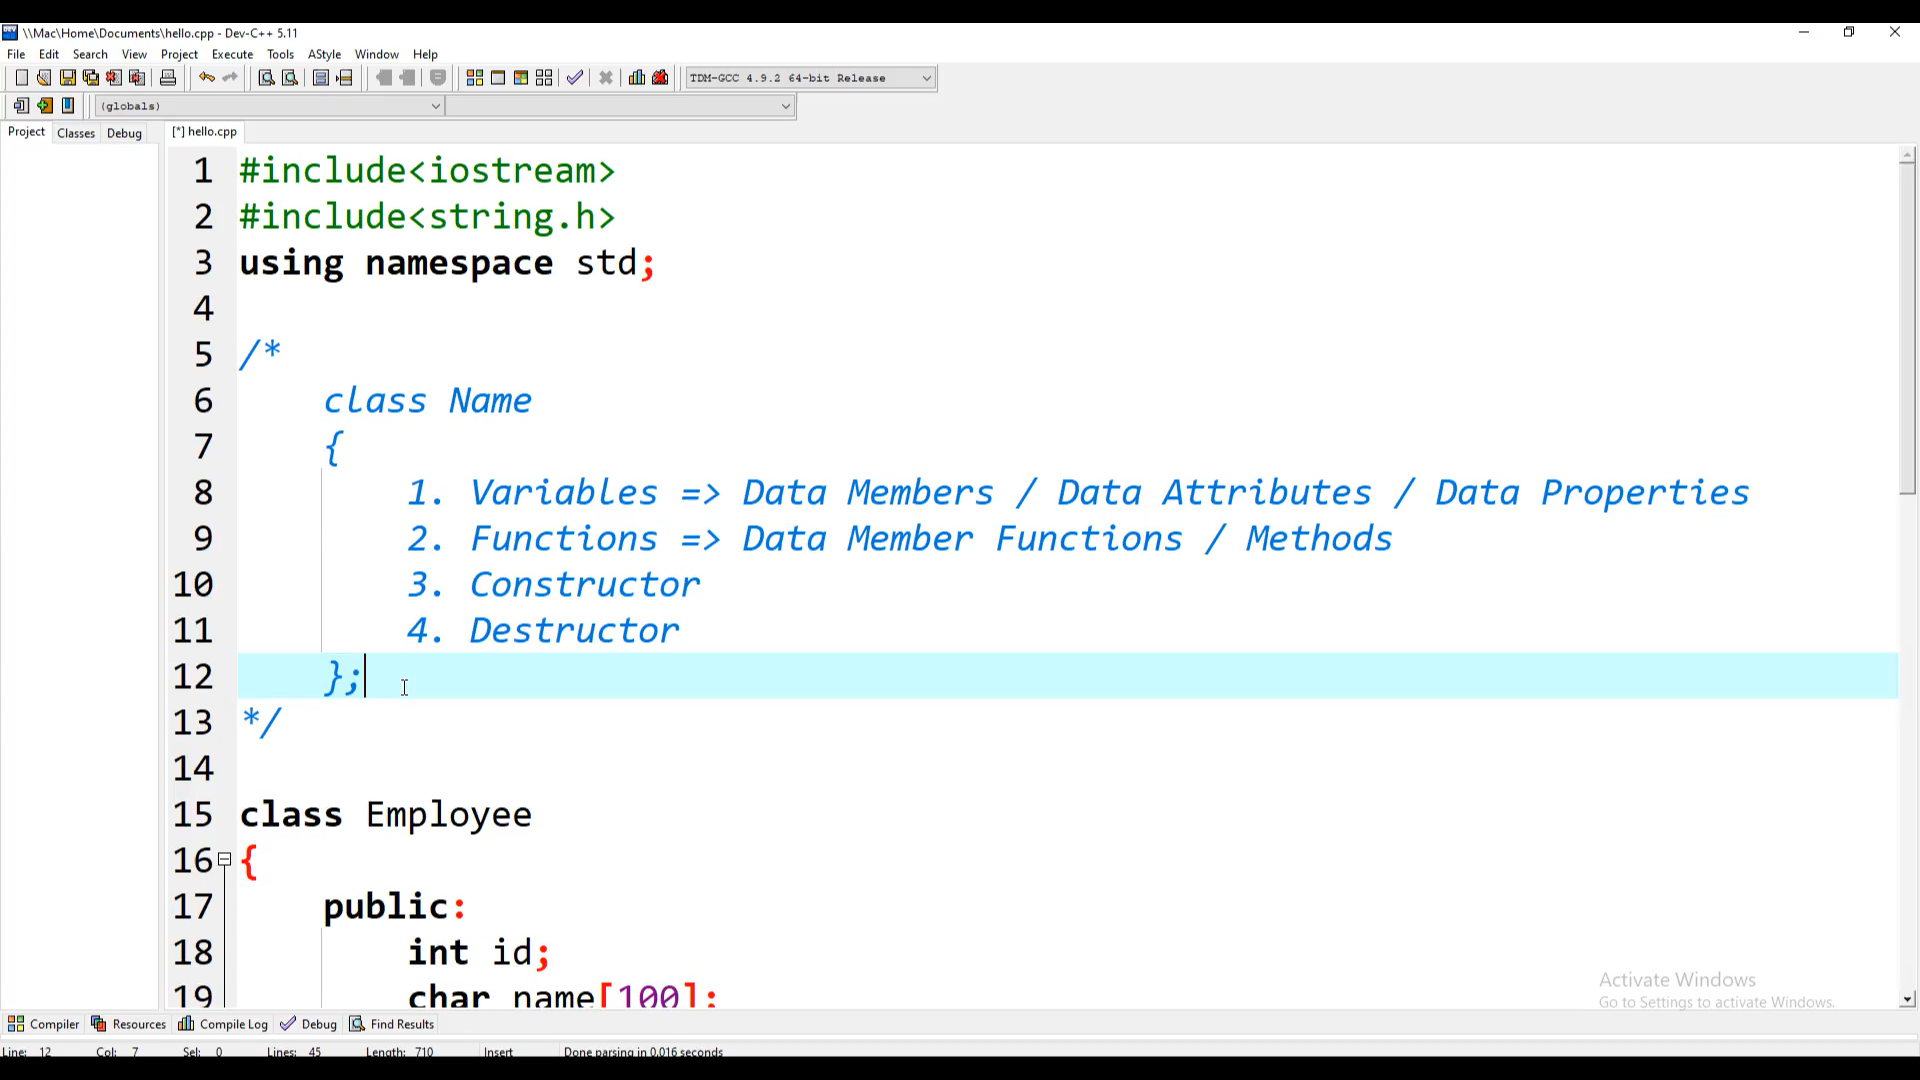 \\Mac\Home\Documents\hello.cpp - Dev-C++ 5.11
File Edit Search View Project Execute Tools AStyle Window Help
TDM-GCC 4.9.2 64-bit Release
(globals)
Project Classes Debug [*] hello.cpp
1 #include<iostream>
2 #include<string.h>
3 using namespace std;
4
5 /*
6 class Name
7 {
8 1. Variables => Data Members / Data Attributes / Data Properties
9 2. Functions => Data Member Functions / Methods
10 3. Constructor
11 4. Destructor
12 };
13 */
14
15 class Employee
16 {
17 public:
18 int id;
19 char name[100];
Activate Windows
Go to Settings to activate Windows.
Compiler Resources Compile Log Debug Find Results
Line: 12 Col: 7 Sel: 0 Lines: 45 Length: 710 Insert Done parsing in 0.016 seconds